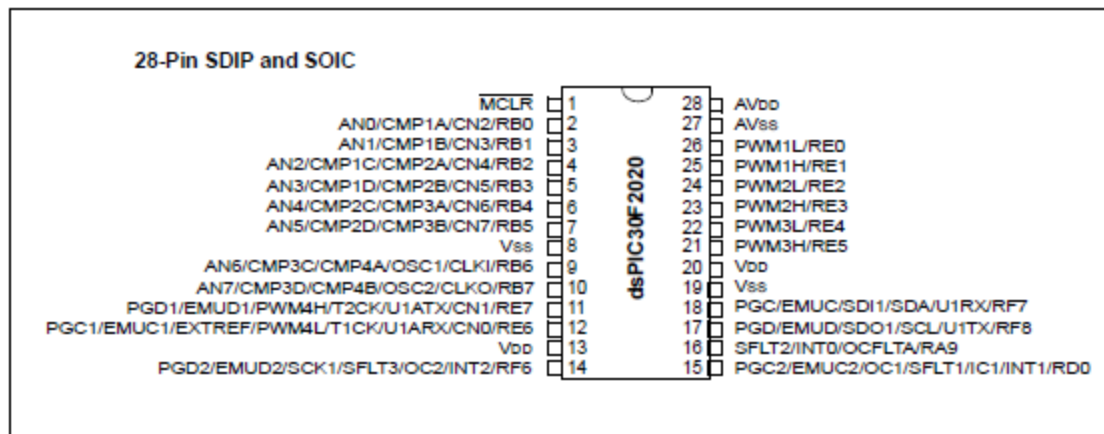 28-Pin SDIP and SOIC
MCLR 1 28 AVDD
AN0/CMP1A/CN2/RB0 2 27 AVSS
AN1/CMP1B/CN3/RB1 3 26 PWM1L/RE0
AN2/CMP1C/CMP2A/CN4/RB2 4 25 PWM1H/RE1
AN3/CMP1D/CMP2B/CN5/RB3 5 24 PWM2L/RE2
AN4/CMP2C/CMP3A/CN6/RB4 6 23 PWM2H/RE3
AN5/CMP2D/CMP3B/CN7/RB5 7 22 PWM3L/RE4
VSS 8 21 PWM3H/RE5
AN6/CMP3C/CMP4A/OSC1/CLKI/RB6 9 20 VDD
AN7/CMP3D/CMP4B/OSC2/CLKO/RB7 10 19 VSS
PGD1/EMUD1/PWM4H/T2CK/U1ATX/CN1/RE7 11 18 PGC/EMUC/SDI1/SDA/U1RX/RF7
PGC1/EMUC1/EXTREF/PWM4L/T1CK/U1ARX/CN0/RE6 12 17 PGD/EMUD/SDO1/SCL/U1TX/RF8
VDD 13 16 SFLT2/INT0/OCFLTA/RA9
PGD2/EMUD2/SCK1/SFLT3/OC2/INT2/RF6 14 15 PGC2/EMUC2/OC1/SFLT1/IC1/INT1/RD0
dsPIC30F2020